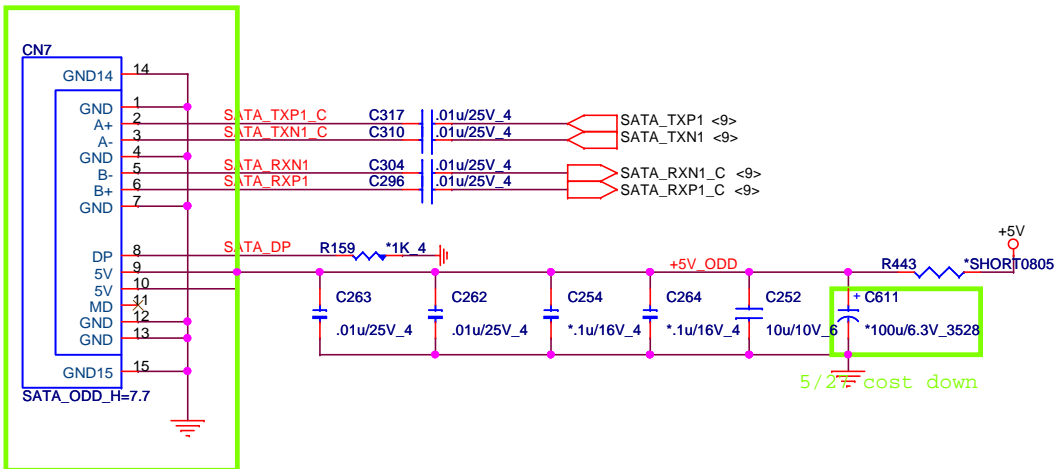 CN7
GND14 14
GND 1
A+ 2 SATA_TXP1_C C317 .01u/25V_4 SATA_TXP1 <9>
A- 3 SATA_TXN1_C C310 .01u/25V_4 SATA_TXN1 <9>
GND 4
B- 5 SATA_RXN1 C304 .01u/25V_4 SATA_RXN1_C <9>
B+ 6 SATA_RXP1 C296 .01u/25V_4 SATA_RXP1_C <9>
GND 7
+5V
DP 8 SATA_DP R159 *1K_4
5V 9 +5V_ODD R443 *SHORT0805
5V 10
MD 11
GND 12
GND 13
C263 C262 C254 C264 C252 + C611
.01u/25V_4 .01u/25V_4 *.1u/16V_4 *.1u/16V_4 10u/10V_6 *100u/6.3V_3528
GND15 15
5/27 cost down
SATA_ODD_H=7.7